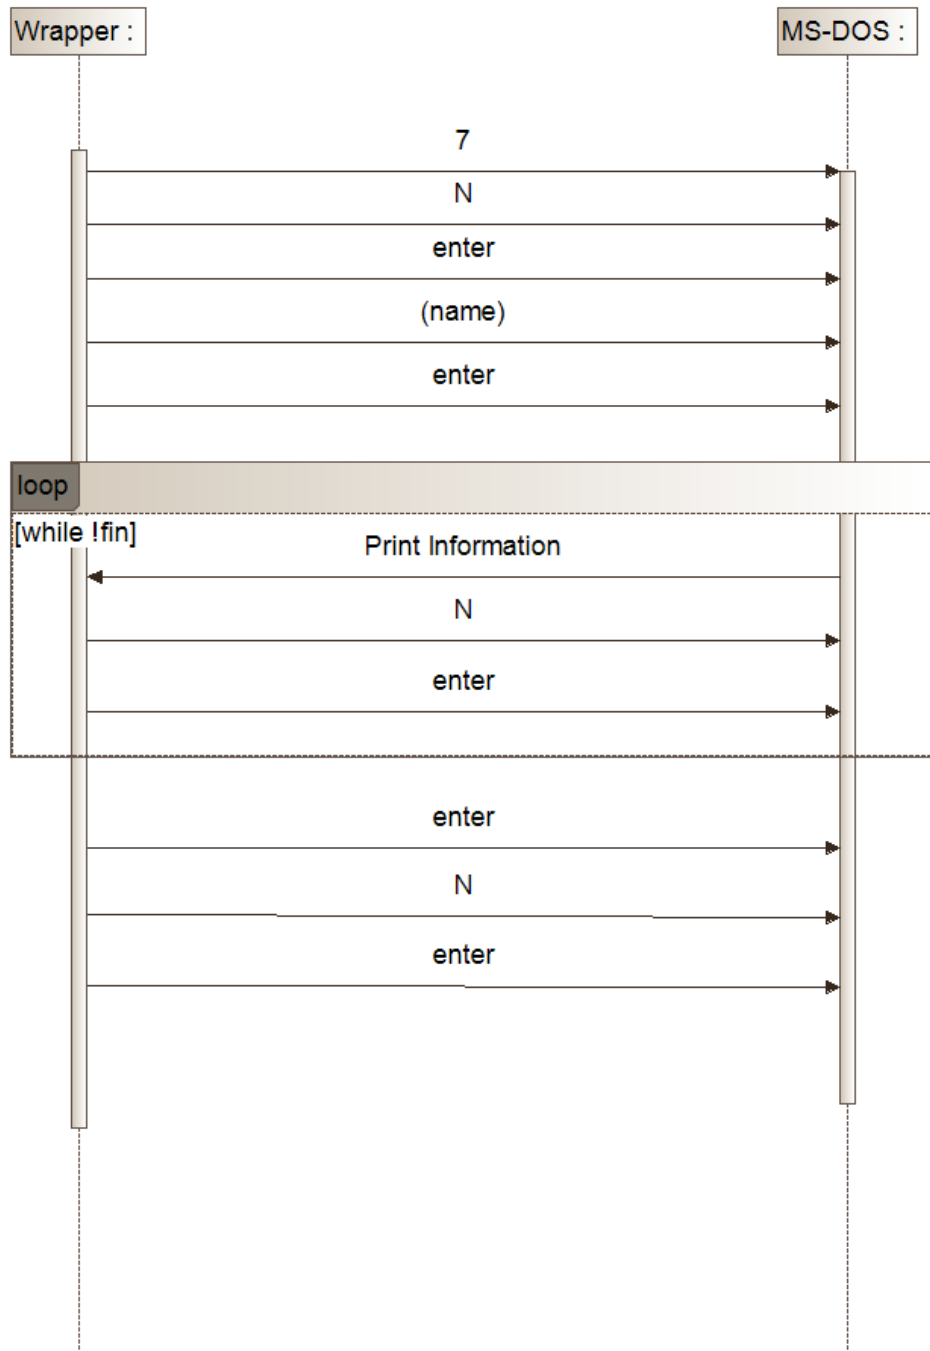 Wrapper :
MS-DOS :
7
N
enter
(name)
enter
loop
[while !fin]
Print Information
N
enter
enter
N
enter